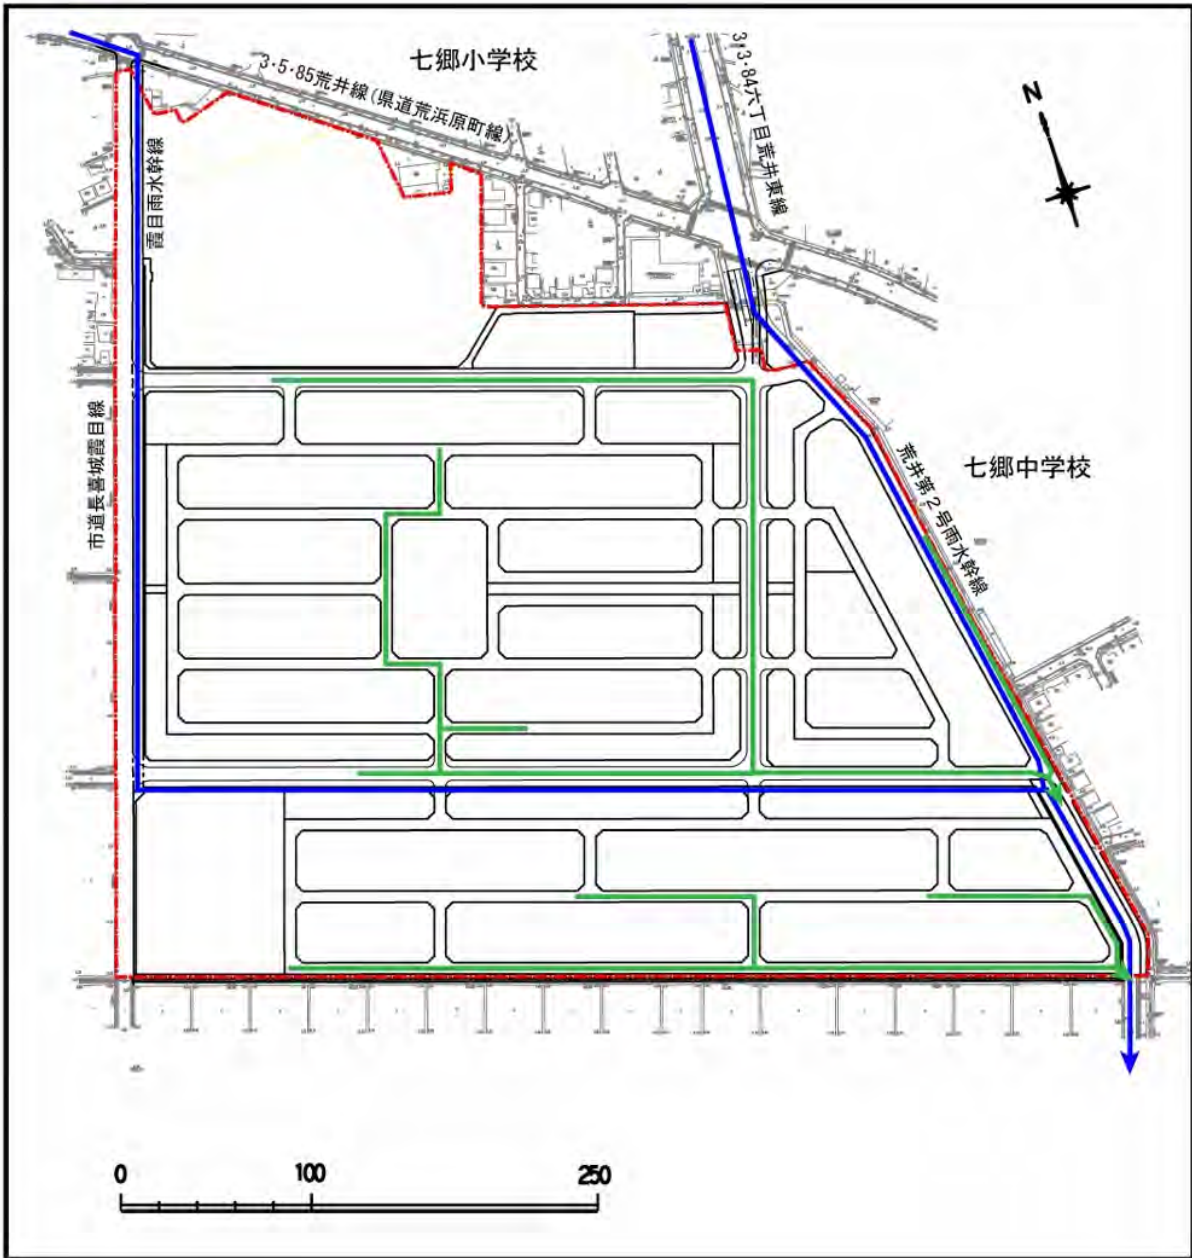 七郷小学校
3・5・85荒井線(県道荒浜原町線)
3・3・84六丁目荒井東線
N
霞目雨水幹線
市道長喜城霞目線
七郷中学校
荒井第2号雨水幹線
0 100 250